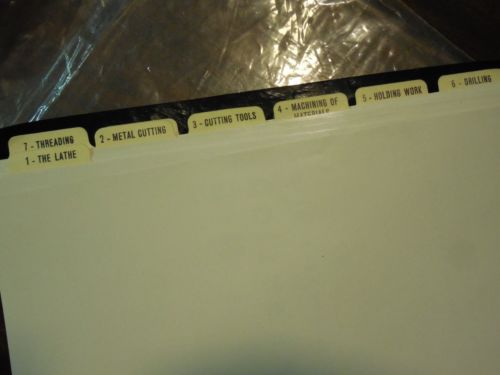 7 - THREADING
1 - THE LATHE
2 - METAL CUTTING
3 - CUTTING TOOLS
4 - MACHINING OF
MATERIALS
5 - HOLDING WORK
6 - DRILLING